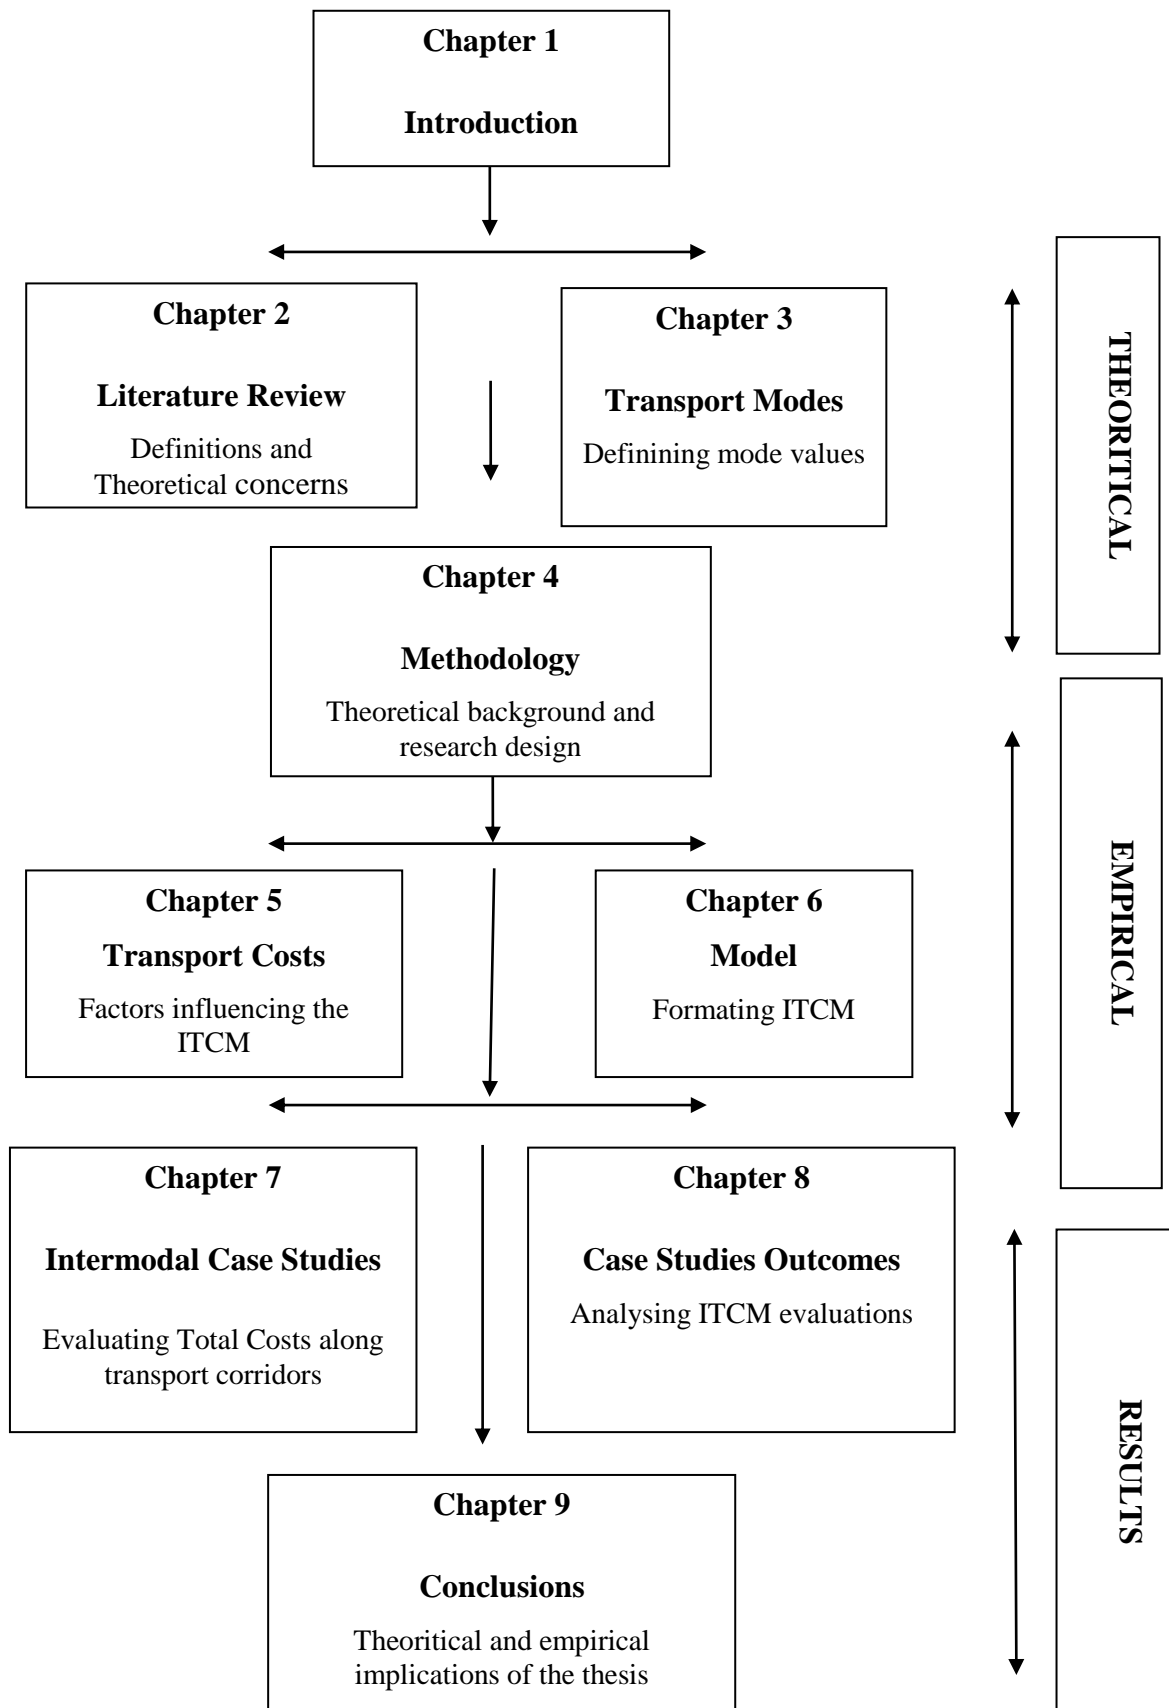 Chapter 1
Introduction
Chapter 2
Literature Review
Definitions and
Theoretical concerns
Chapter 3
Transport Modes
Definining mode values
THEORITICAL
Chapter 4
Methodology
Theoretical background and
research design
EMPIRICAL
Chapter 5
Transport Costs
Factors influencing the
ITCM
Chapter 6
Model
Formating ITCM
Chapter 7
Intermodal Case Studies
Evaluating Total Costs along
transport corridors
Chapter 8
Case Studies Outcomes
Analysing ITCM evaluations
RESULTS
Chapter 9
Conclusions
Theoritical and empirical
implications of the thesis